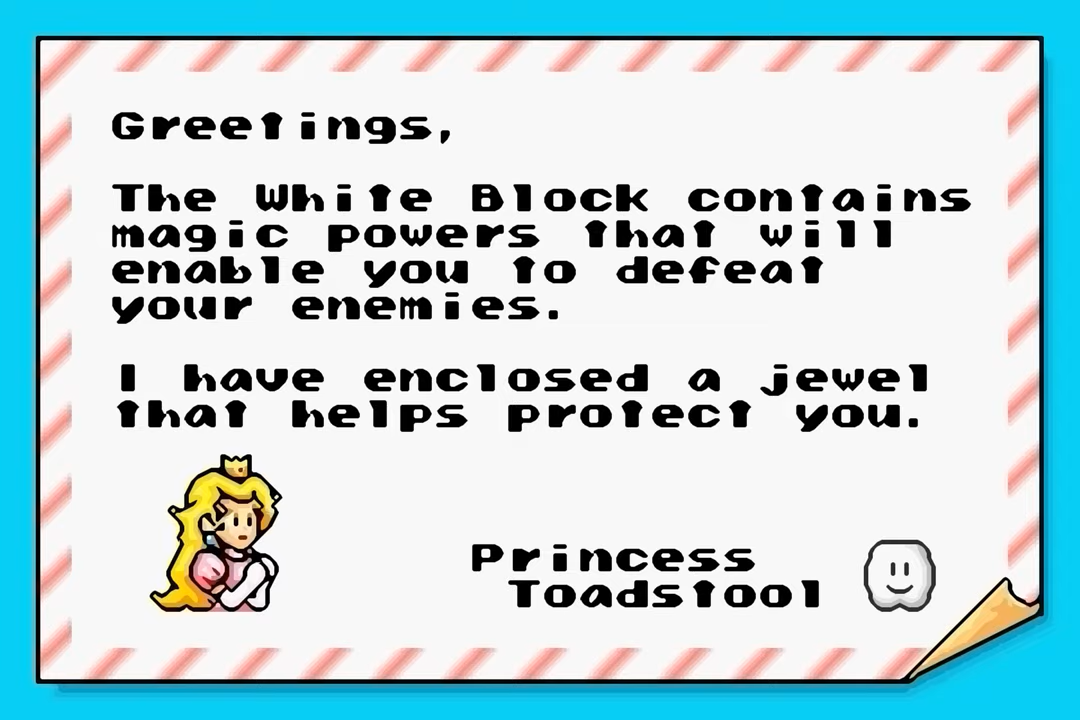 Greetings,
The White Block contains
magic powers that will
enable you to defeat
your enemies.
I have enclosed a jewel
that helps protect you.
Princess
Toadstool